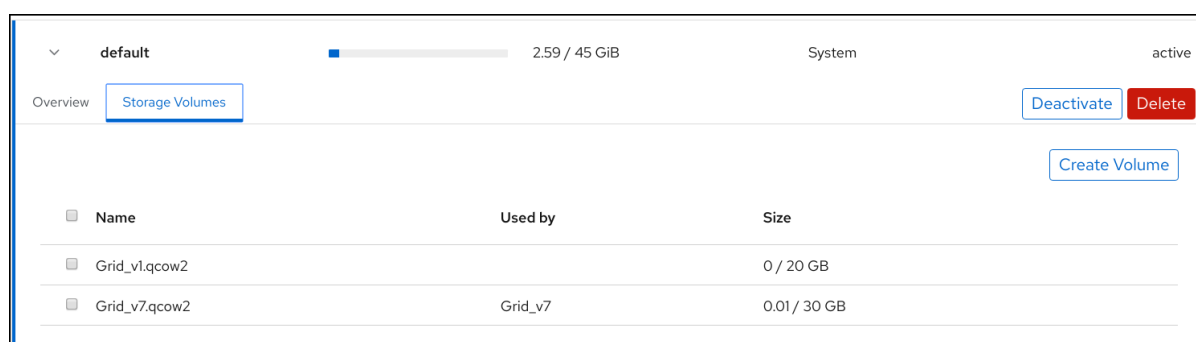 default 2.59 / 45 GiB System active
Overview Storage Volumes Deactivate Delete
Create Volume
Name Used by Size
Grid_v1.qcow2 0 / 20 GB
Grid_v7.qcow2 Grid_v7 0.01 / 30 GB